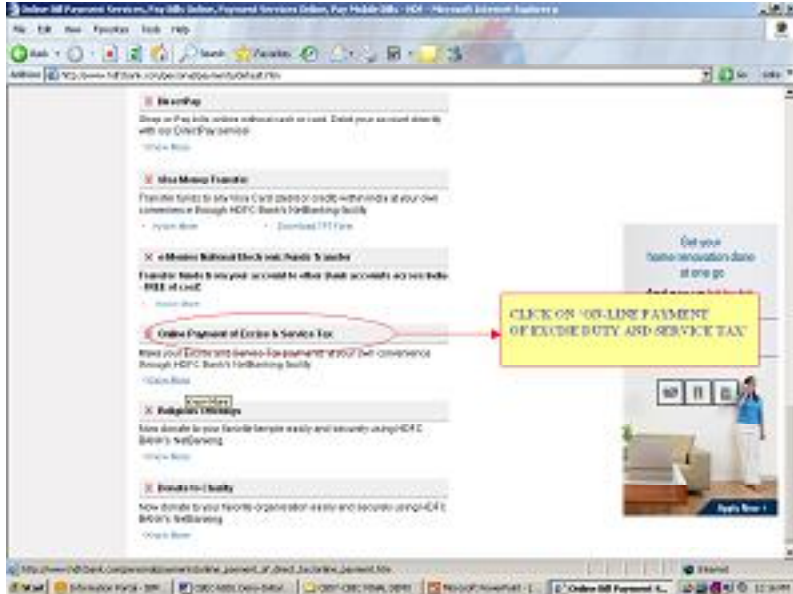 Online Bill Payment Services, Pay Bills Online, Payment Services Online, Pay Mobile Bills - HDF - Microsoft Internet Explorer
File Edit View Favorites Tools Help
Back Search Favorites
Address
Go Links
DirectPay
Shop or Pay bills online without cash or card. Debit your account directly
with our DirectPay service!
Know More
Visa Money Transfer
Transfer funds to any Visa Card (debit or credit) within India at your own
convenience through HDFC Bank's NetBanking facility
Know More
Download
e-Monies National Electronic Funds Transfer
Transfer funds from your account to other Bank accounts across India
- FREE of cost!
Know More
Online Payment of Excise & Service Tax
Make your Excise and Service Tax payments at your own convenience
through HDFC Bank's NetBanking facility
Know More
Know More
Religious Offerings
Now donate to your favorite temple easily and securely using HDFC
BANK's NetBanking
Know More
Donate to Charity
Now donate to your favorite organisation easily and securely using HDFC
BANK's NetBanking
Know More
CLICK ON 'ON-LINE PAYMENT
OF EXCISE DUTY AND SERVICE TAX'
Get your
home renovation done
at one go
Apply Now
Internet
Start
Online Bill Payment